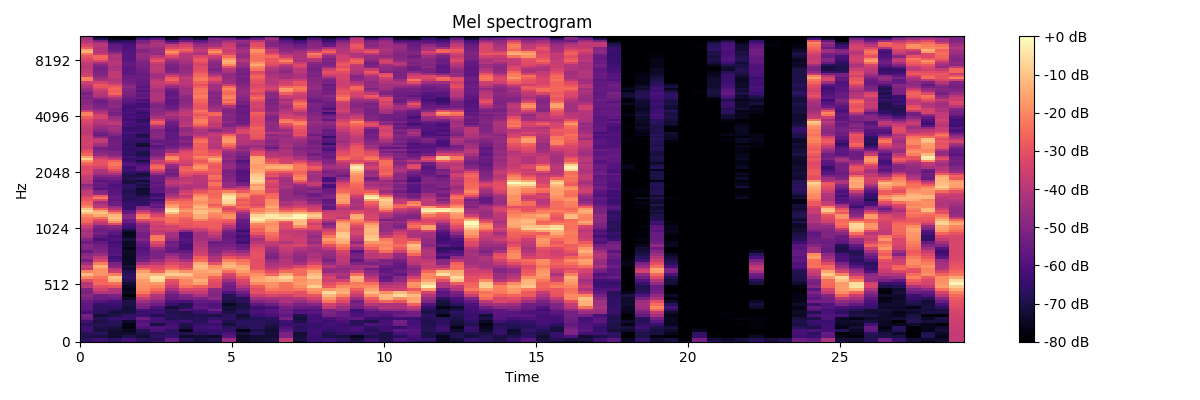 Mel spectrogram
Hz
8192
4096
2048
1024
512
0
0 5 10 15 20 25
Time
+0 dB
-10 dB
-20 dB
-30 dB
-40 dB
-50 dB
-60 dB
-70 dB
-80 dB